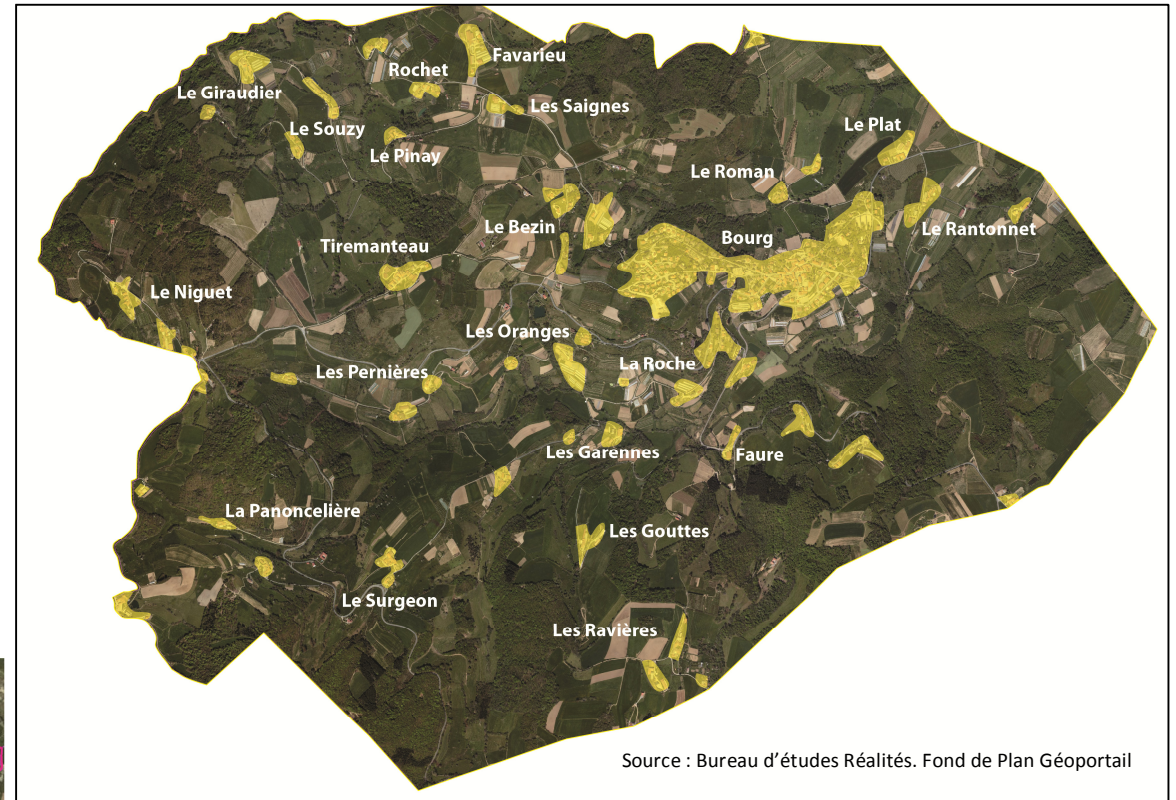 Favarieu
Rochet
Le Giraudier
Les Saignes
Le Souzy
Le Plat
Le Pinay
Le Roman
Le Bezin
Bourg
Le Rantonnet
Tiremanteau
Le Niguet
Les Oranges
La Roche
Les Pernières
Les Garennes
Faure
La Panoncelière
Les Gouttes
Le Surgeon
Les Ravières
Source : Bureau d'études Réalités. Fond de Plan Géoportail